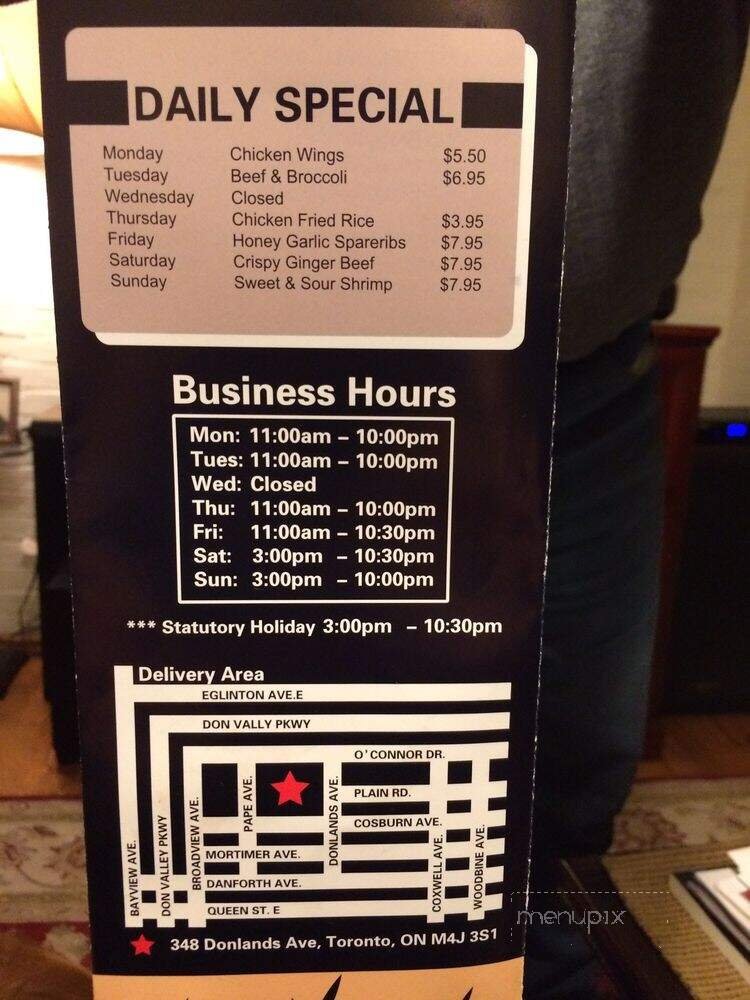 DAILY SPECIAL
Monday Chicken Wings $5.50
Tuesday Beef & Broccoli $6.95
Wednesday Closed
Thursday Chicken Fried Rice $3.95
Friday Honey Garlic Spareribs $7.95
Saturday Crispy Ginger Beef $7.95
Sunday Sweet & Sour Shrimp $7.95
Business Hours
Mon: 11:00am – 10:00pm
Tues: 11:00am – 10:00pm
Wed: Closed
Thu: 11:00am – 10:00pm
Fri: 11:00am – 10:30pm
Sat: 3:00pm – 10:30pm
Sun: 3:00pm – 10:00pm
*** Statutory Holiday 3:00pm – 10:30pm
Delivery Area
EGLINTON AVE.E
DON VALLY PKWY
O'CONNOR DR.
PLAIN RD.
COSBURN AVE.
MORTIMER AVE.
DANFORTH AVE.
QUEEN ST. E
BAYVIEW AVE.
DON VALLEY PKWY
BROADVIEW AVE.
PAPE AVE.
DONLANDS AVE.
COXWELL AVE.
WOODBINE AVE.
348 Donlands Ave, Toronto, ON M4J 3S1
menupix